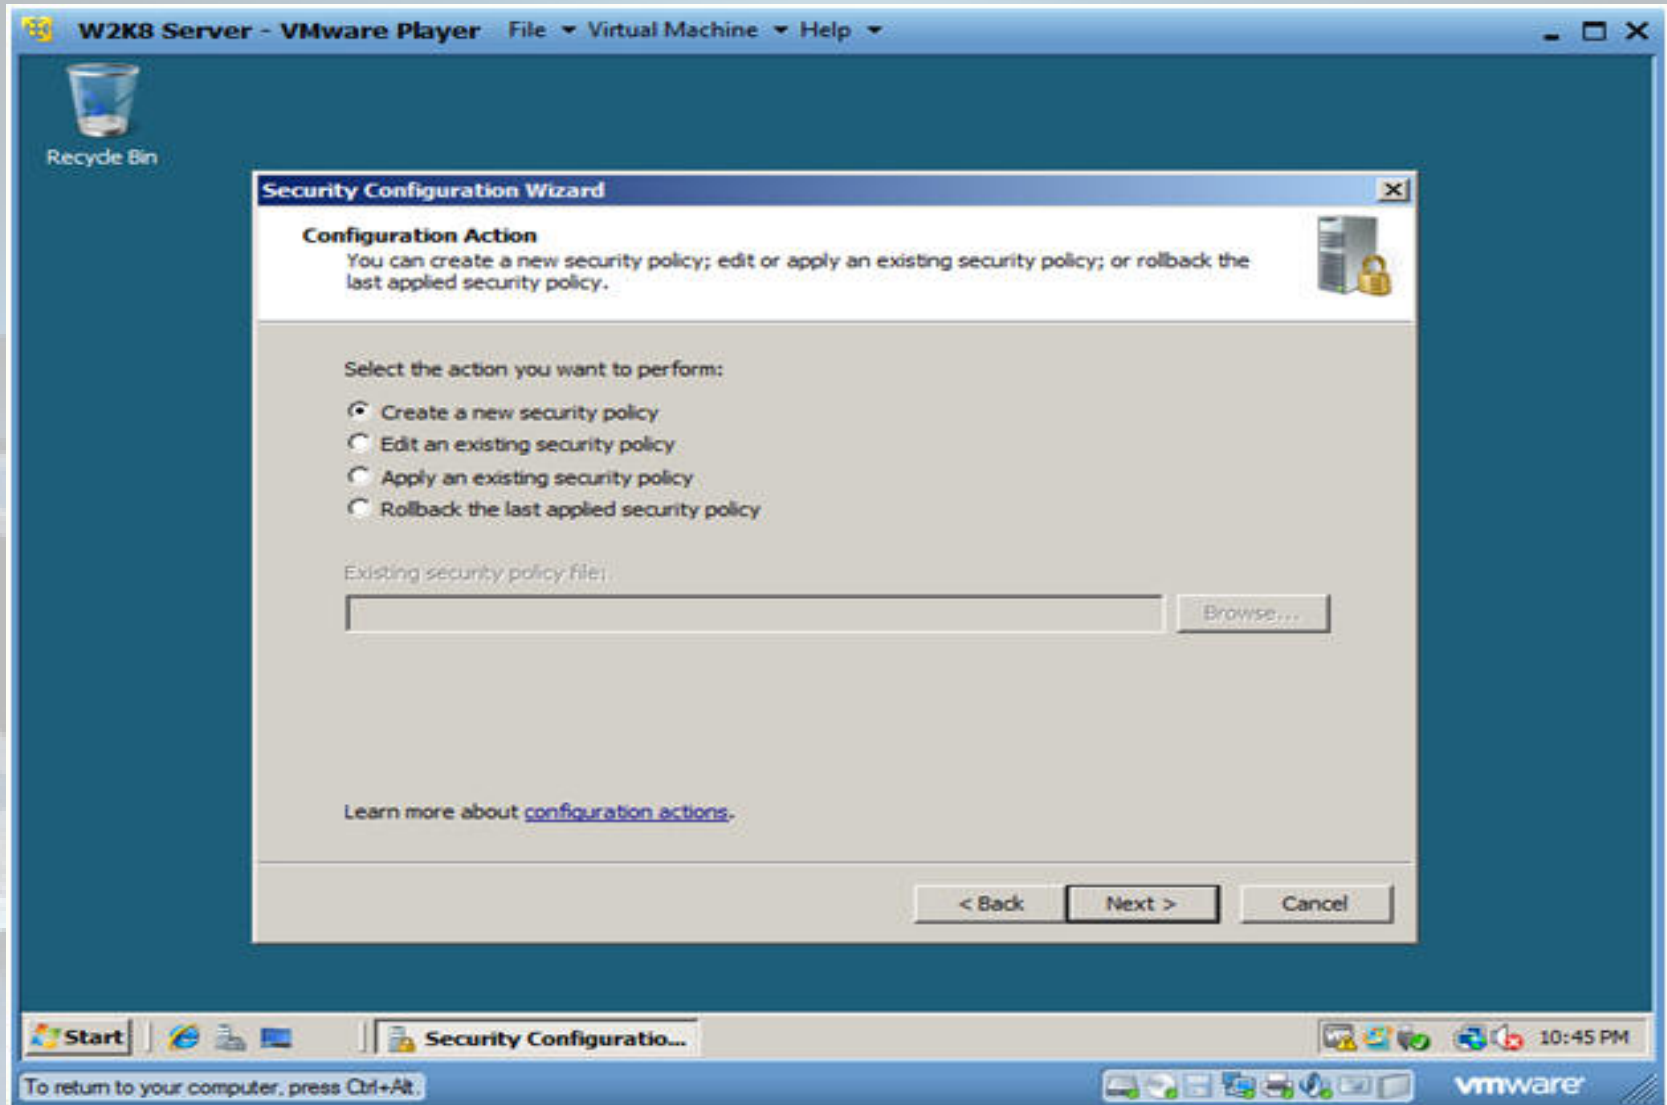 W2K8 Server - VMware Player File Virtual Machine Help
Recycle Bin
Security Configuration Wizard
Configuration Action
You can create a new security policy; edit or apply an existing security policy; or rollback the
last applied security policy.
Select the action you want to perform:
Create a new security policy
Edit an existing security policy
Apply an existing security policy
Rollback the last applied security policy
Existing security policy file:
Browse...
Learn more about configuration actions.
< Back Next > Cancel
Start Security Configuratio... 10:45 PM
To return to your computer, press Ctrl+Alt. vmware